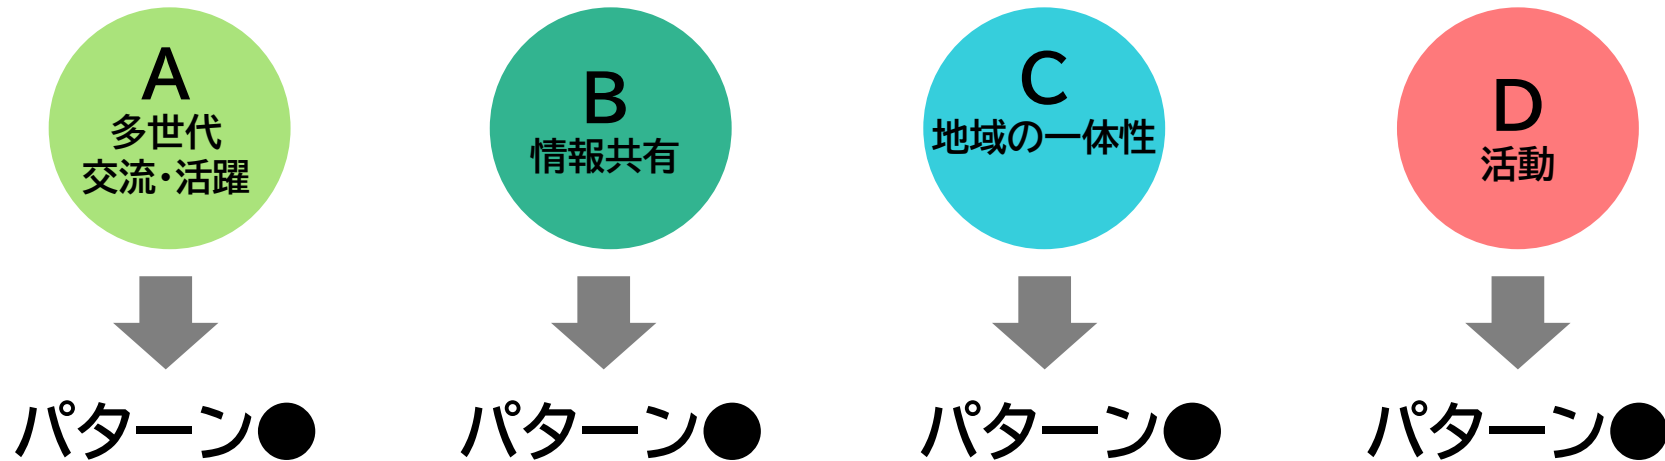 A
多世代
交流・活躍
B
情報共有
C
地域の一体性
D
活動
パターン●
パターン●
パターン●
パターン●